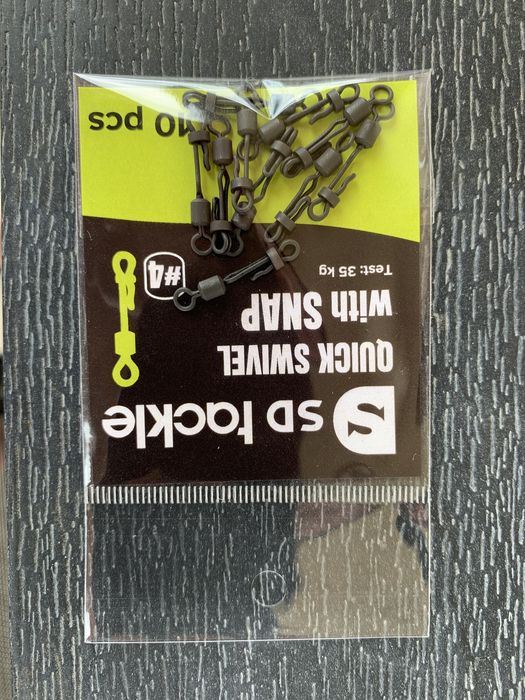 S SD tackle
QUICK SWIVEL
with SNAP
Test: 35 kg
#4
10 pcs